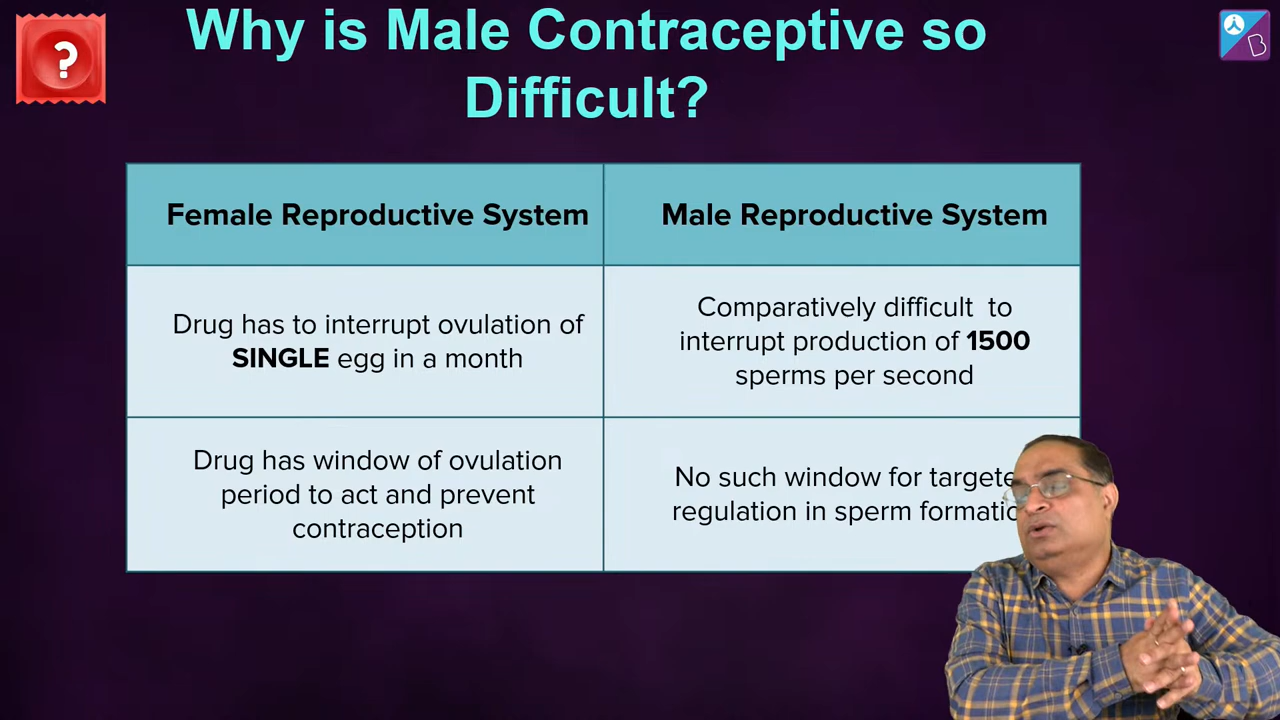 Why is Male Contraceptive so
Difficult?
?
B
Female Reproductive System
Male Reproductive System
Drug has to interrupt ovulation of
SINGLE egg in a month
Comparatively difficult to
interrupt production of 1500
sperms per second
Drug has window of ovulation
period to act and prevent
contraception
No such window for
regulation in sperm